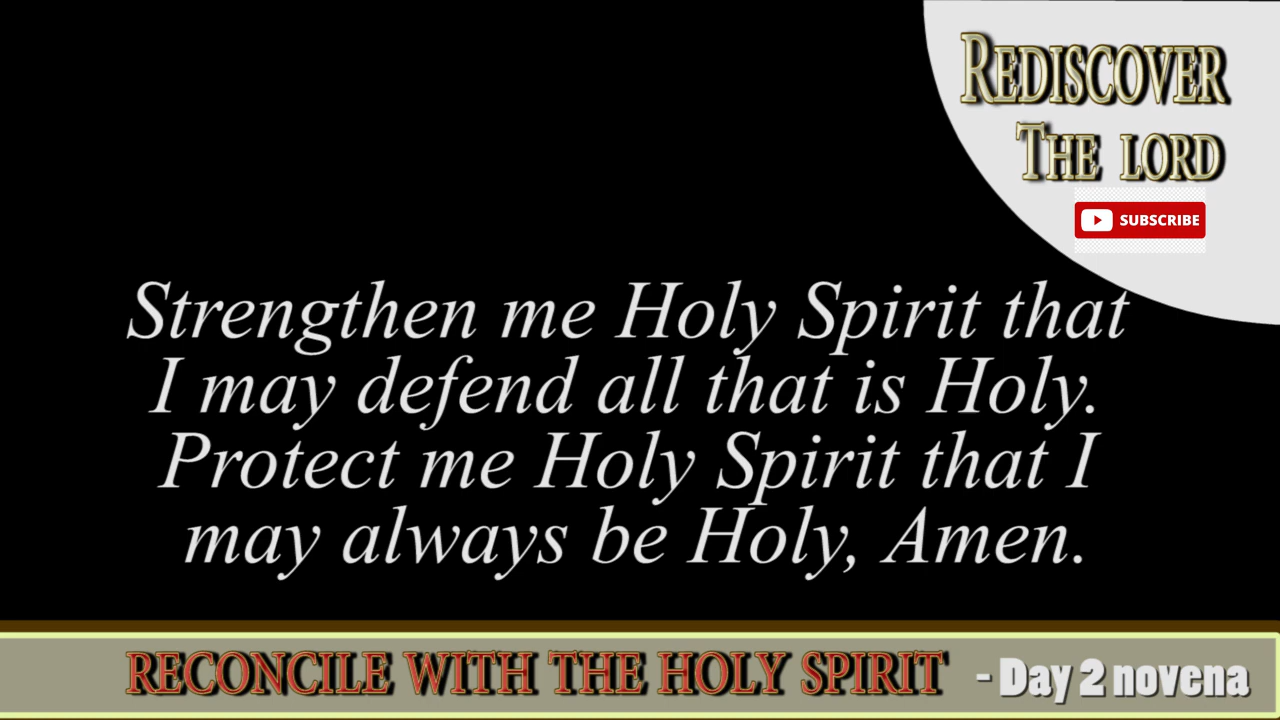 REDISCOVER
THE LORD
SUBSCRIBE
Strengthen me Holy Spirit that
I may defend all that is Holy.
Protect me Holy Spirit that I
may always be Holy, Amen.
RECONCILE WITH THE HOLY SPIRIT - Day 2 novena